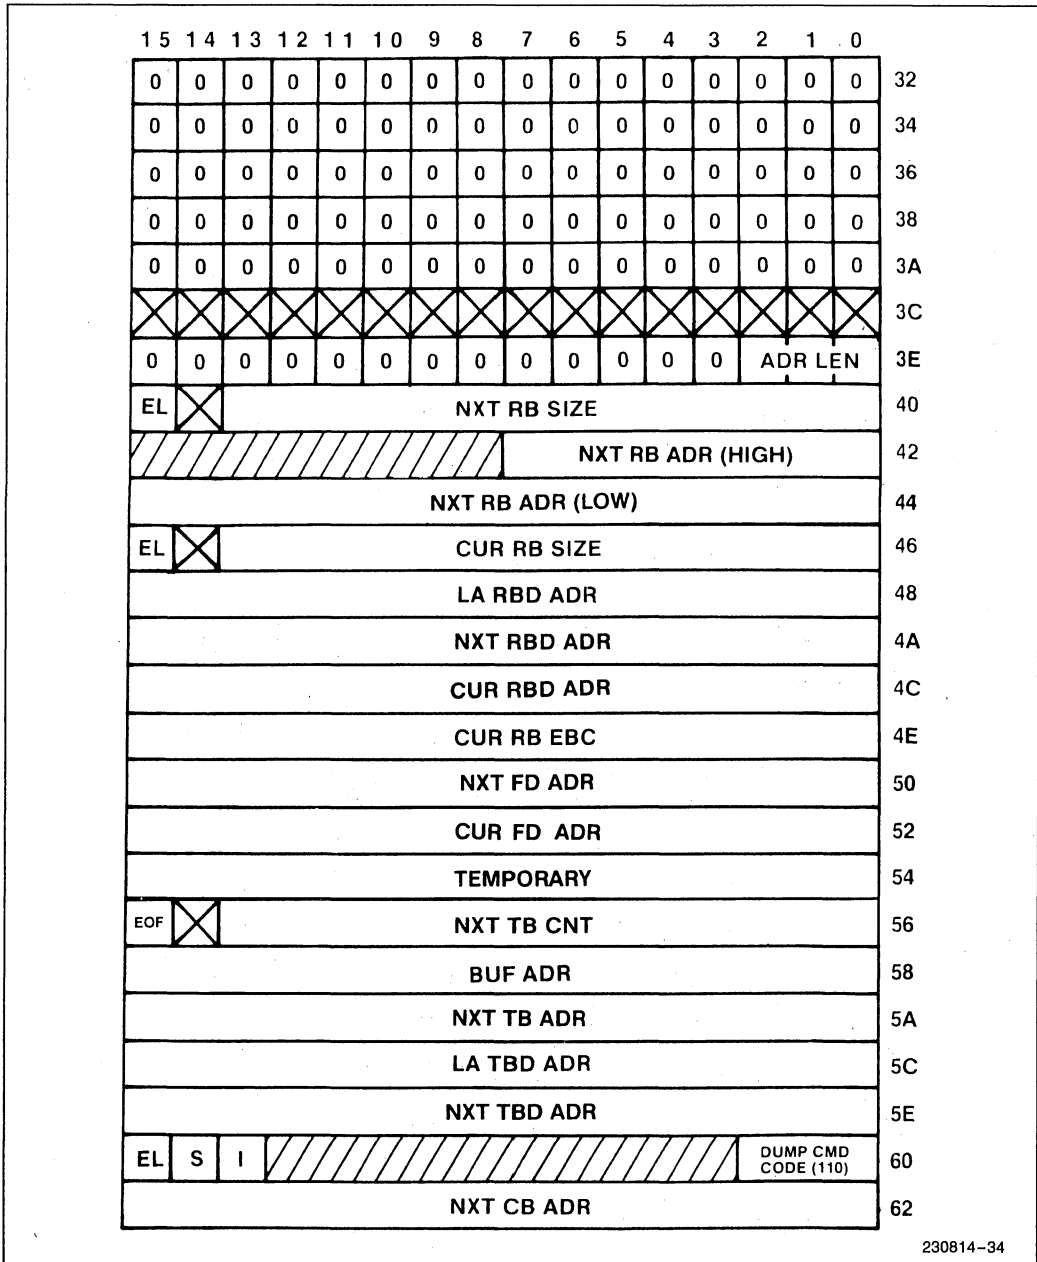 15 14 13 12 11 10 9 8 7 6 5 4 3 2 1 0
0 0 0 0 0 0 0 0 0 0 0 0 0 0 0 0 32
0 0 0 0 0 0 0 0 0 0 0 0 0 0 0 0 34
0 0 0 0 0 0 0 0 0 0 0 0 0 0 0 0 36
0 0 0 0 0 0 0 0 0 0 0 0 0 0 0 0 38
0 0 0 0 0 0 0 0 0 0 0 0 0 0 0 0 3A
3C
0 0 0 0 0 0 0 0 0 0 0 0 0 ADR LEN 3E
EL NXT RB SIZE 40
NXT RB ADR (HIGH) 42
NXT RB ADR (LOW) 44
EL CUR RB SIZE 46
LA RBD ADR 48
NXT RBD ADR 4A
CUR RBD ADR 4C
CUR RB EBC 4E
NXT FD ADR 50
CUR FD ADR 52
TEMPORARY 54
EOF NXT TB CNT 56
BUF ADR 58
NXT TB ADR 5A
LA TBD ADR 5C
NXT TBD ADR 5E
EL S I DUMP CMD
CODE (110) 60
NXT CB ADR 62
230814-34